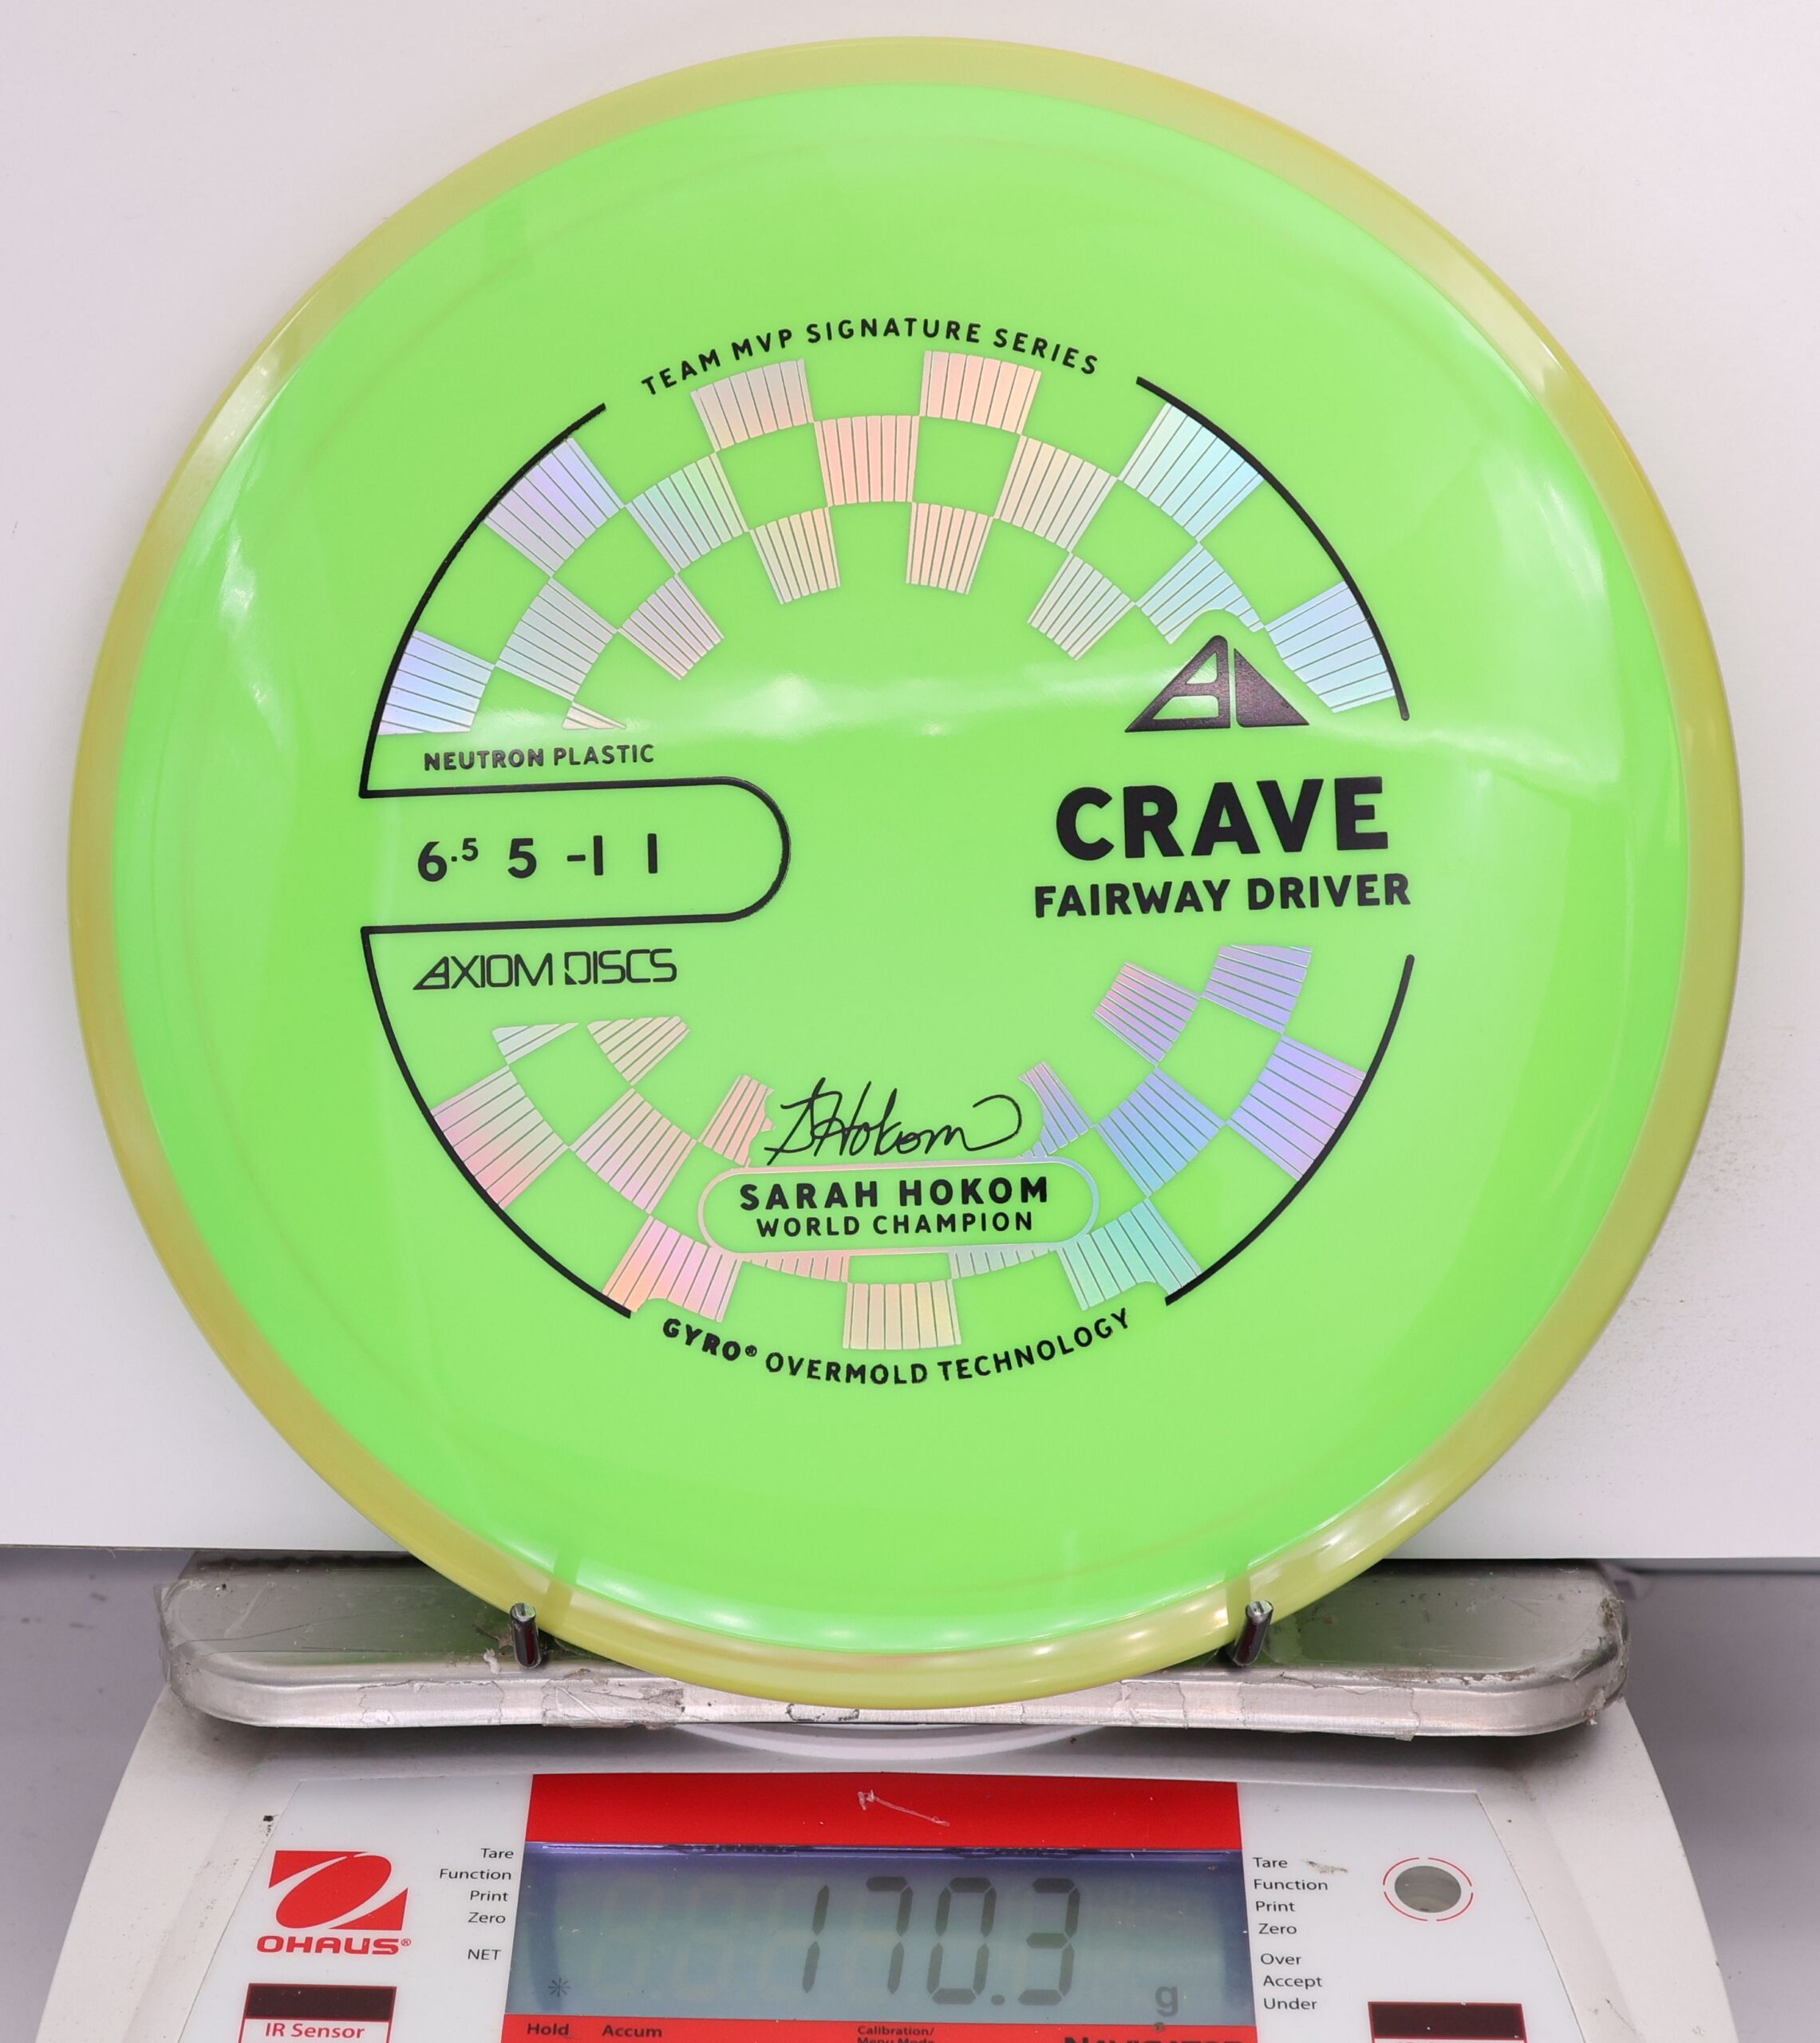 TEAM MVP SIGNATURE SERIES
NEUTRON PLASTIC
6.5 5 -1 1
CRAVE
FAIRWAY DRIVER
AXIOM DISCS
SHokom
SARAH HOKOM
WORLD CHAMPION
GYRO® OVERMOLD TECHNOLOGY
Tare
Function
Print
Zero
NET
OHAUS®
IR Sensor
170.3 g
Tare
Function
Print
Zero
Over
Accept
Under
Hold Accum Calibration/